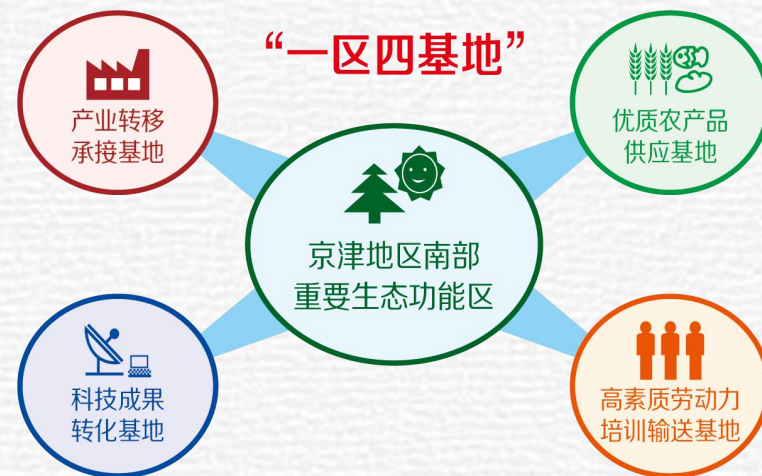 “一区四基地”
产业转移
承接基地
优质农产品
供应基地
京津地区南部
重要生态功能区
科技成果
转化基地
高素质劳动力
培训输送基地